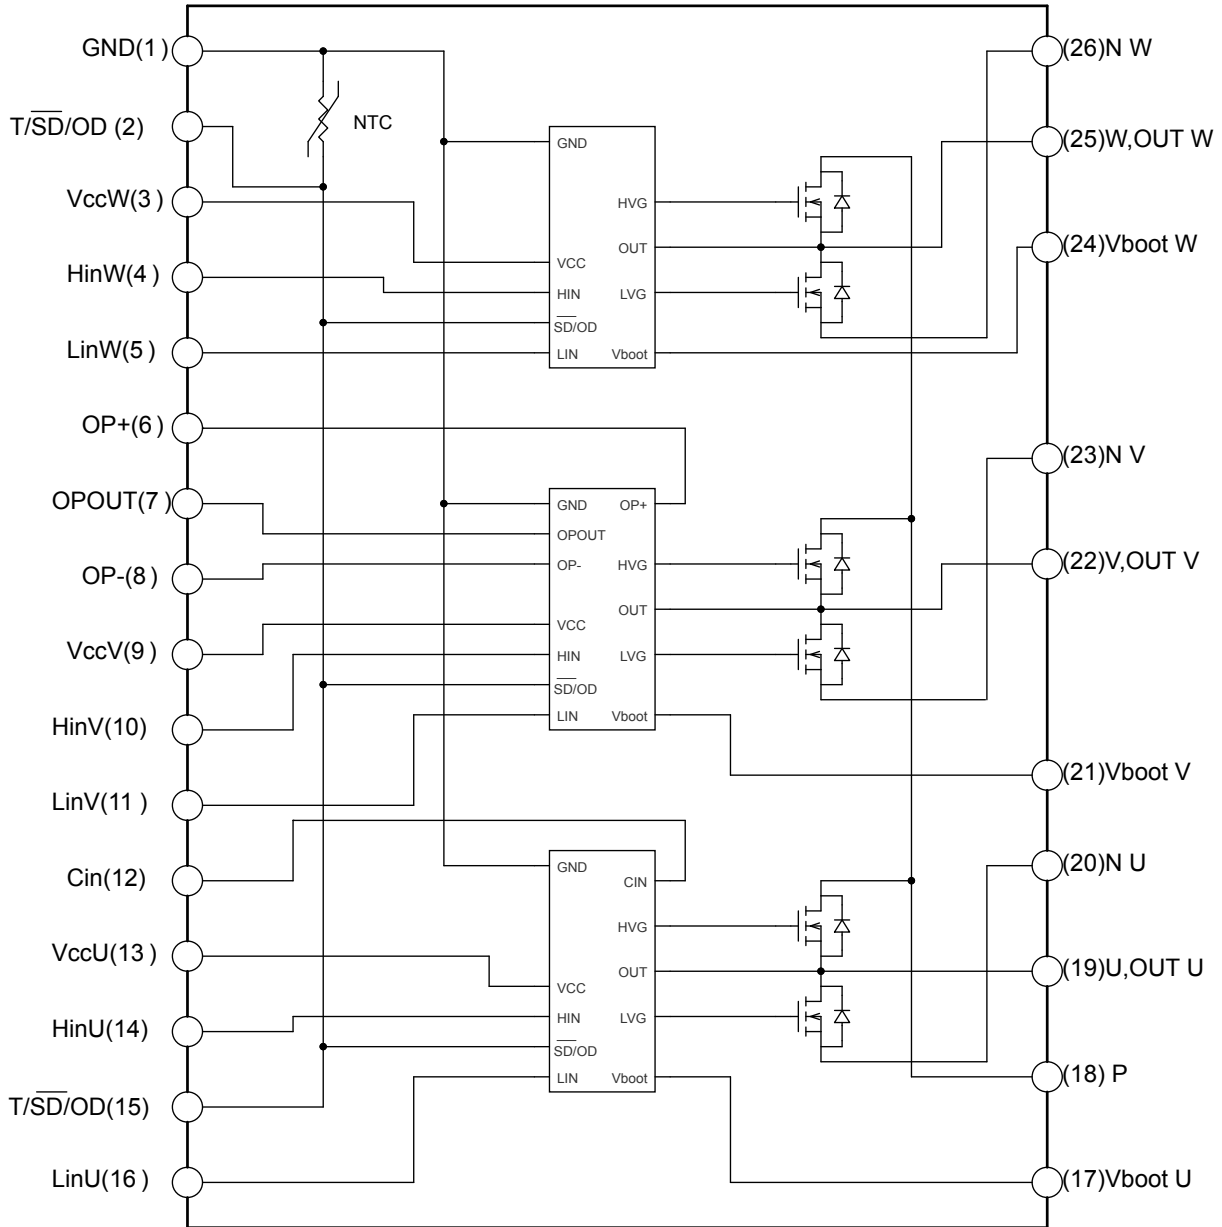 GND(1)
T/SD/OD (2)
VccW(3)
HinW(4)
LinW(5)
OP+(6)
OPOUT(7)
OP-(8)
VccV(9)
HinV(10)
LinV(11)
Cin(12)
VccU(13)
HinU(14)
T/SD/OD(15)
LinU(16)
NTC
GND
HVG
OUT
VCC
HIN
LVG
SD/OD
LIN
Vboot
GND
OP+
OPOUT
OP-
HVG
OUT
VCC
HIN
LVG
SD/OD
LIN
Vboot
GND
CIN
HVG
OUT
VCC
HIN
LVG
SD/OD
LIN
Vboot
(26)N W
(25)W,OUT W
(24)Vboot W
(23)N V
(22)V,OUT V
(21)Vboot V
(20)N U
(19)U,OUT U
(18) P
(17)Vboot U